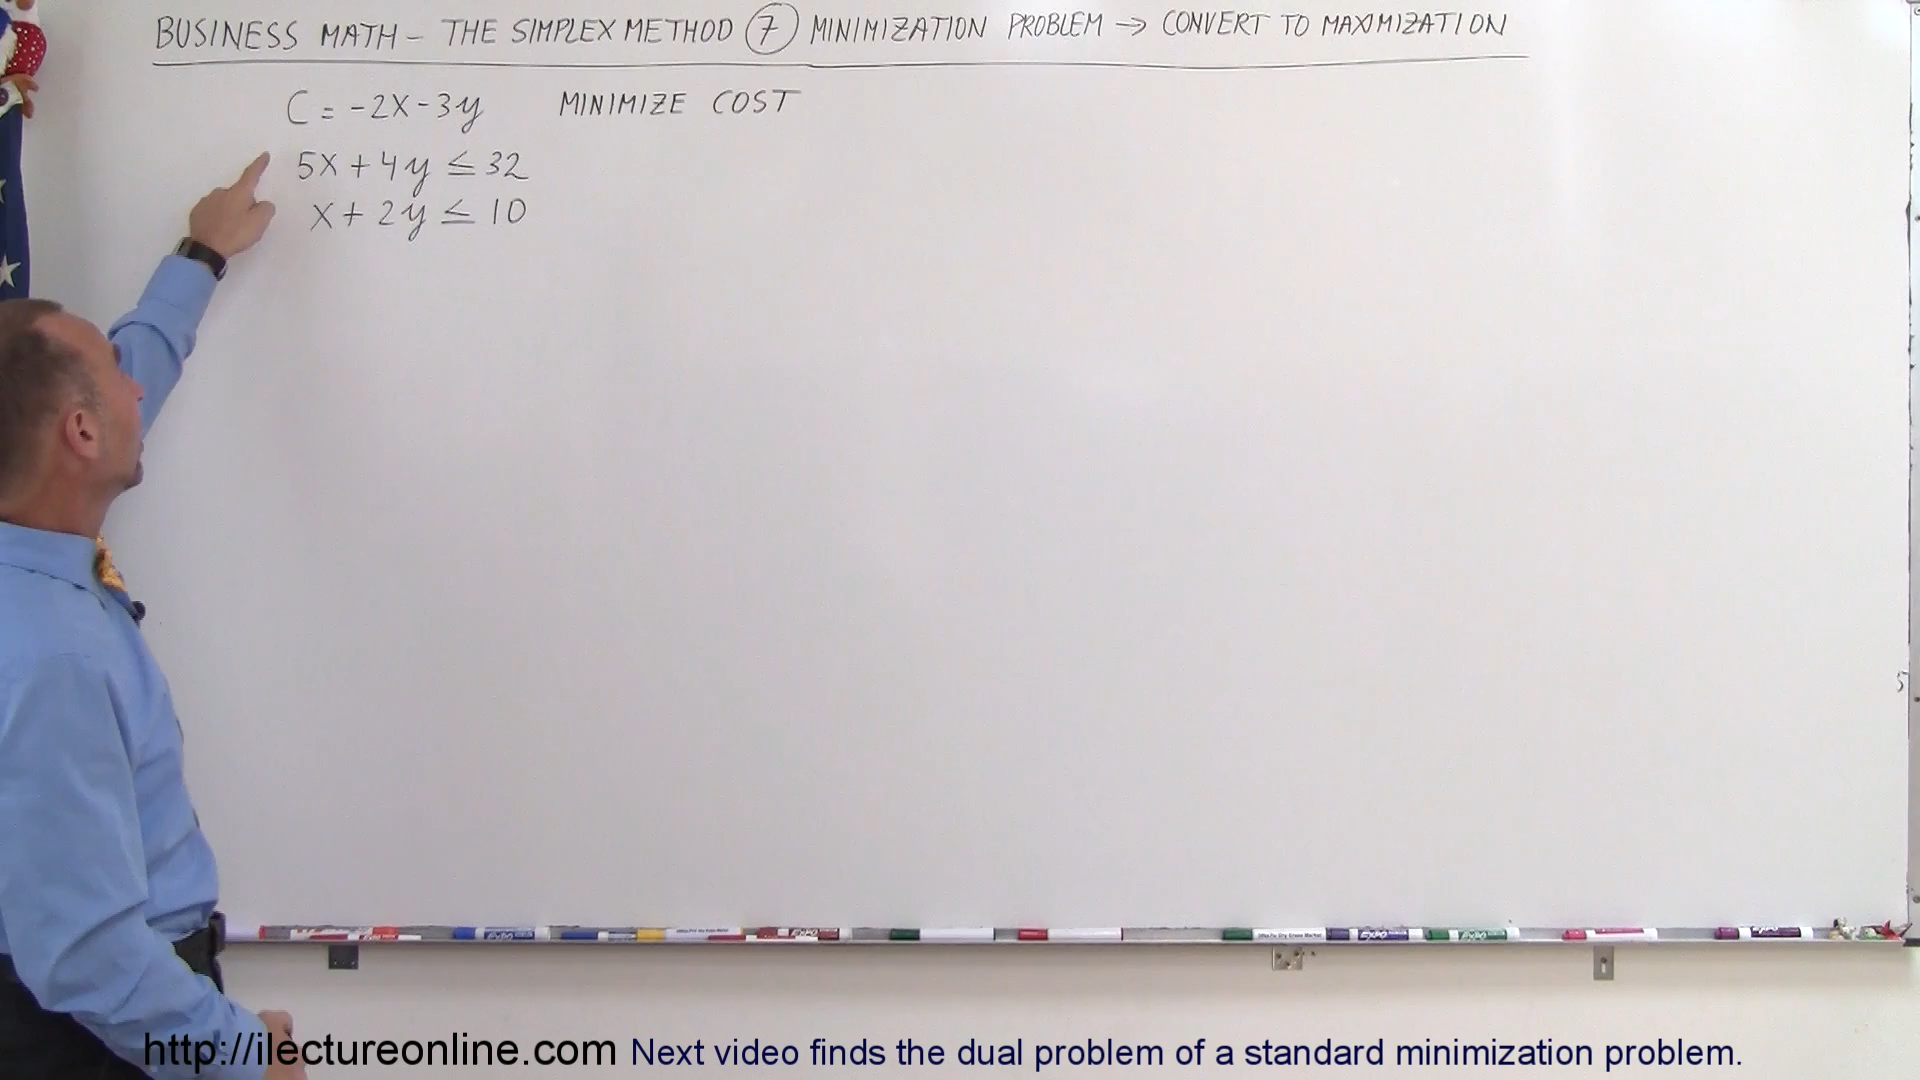 BUSINESS MATH – THE SIMPLEX METHOD 7 MINIMIZATION PROBLEM → CONVERT TO MAXIMIZATION
C = -2X - 3y MINIMIZE COST
5X + 4y ≤ 32
X + 2y ≤ 10
5
http://ilectureonline.com Next video finds the dual problem of a standard minimization problem.